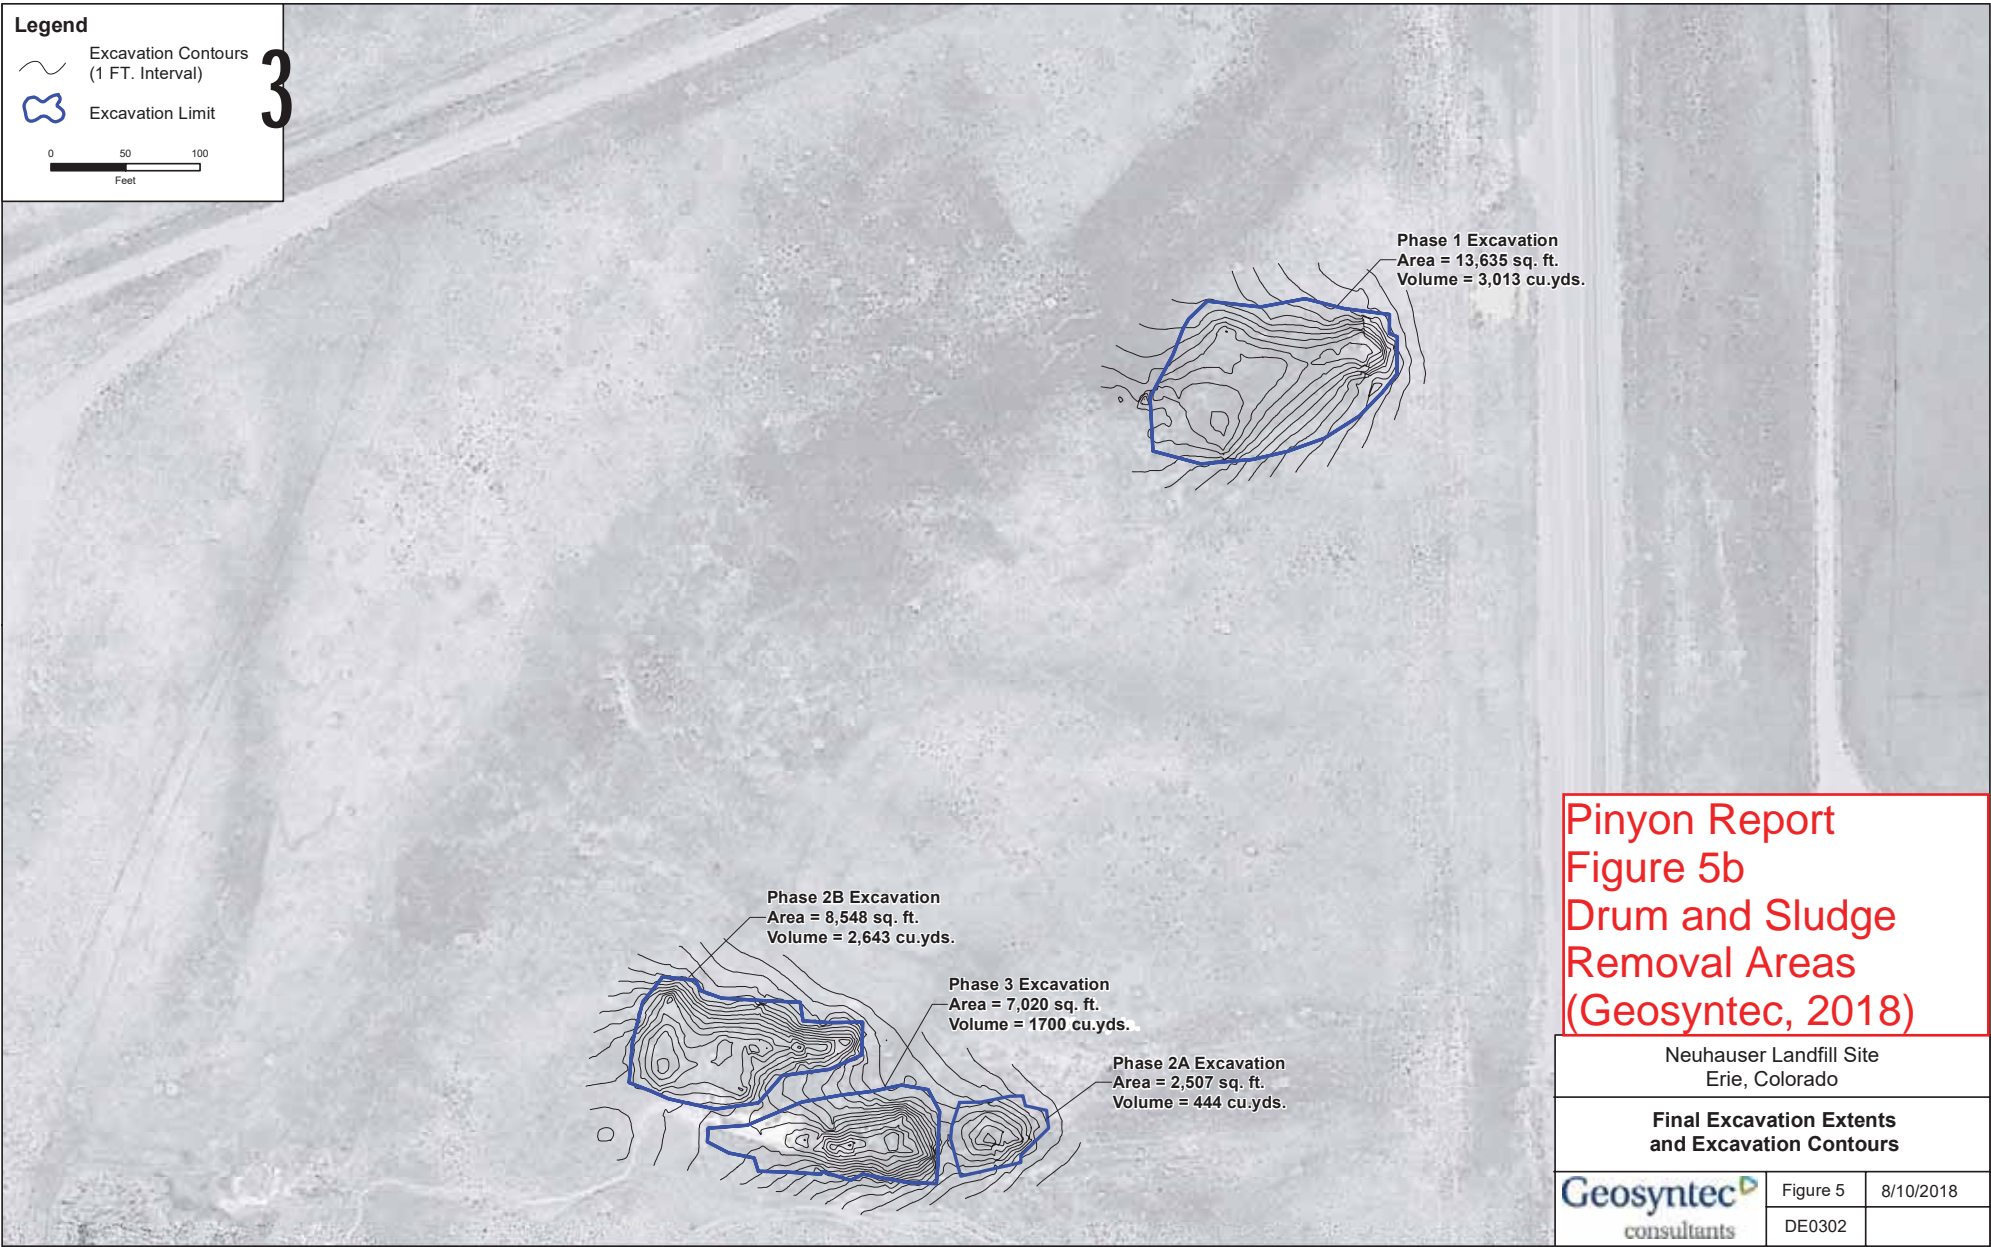 Legend
Excavation Contours
(1 FT. Interval)
Excavation Limit
3
0 50 100
Feet
Phase 1 Excavation
Area = 13,635 sq. ft.
Volume = 3,013 cu.yds.
Phase 2B Excavation
Area = 8,548 sq. ft.
Volume = 2,643 cu.yds.
Phase 3 Excavation
Area = 7,020 sq. ft.
Volume = 1700 cu.yds.
Phase 2A Excavation
Area = 2,507 sq. ft.
Volume = 444 cu.yds.
Pinyon Report
Figure 5b
Drum and Sludge
Removal Areas
(Geosyntec, 2018)
Neuhauser Landfill Site
Erie, Colorado
Final Excavation Extents
and Excavation Contours
Geosyntec
consultants
Figure 5
8/10/2018
DE0302